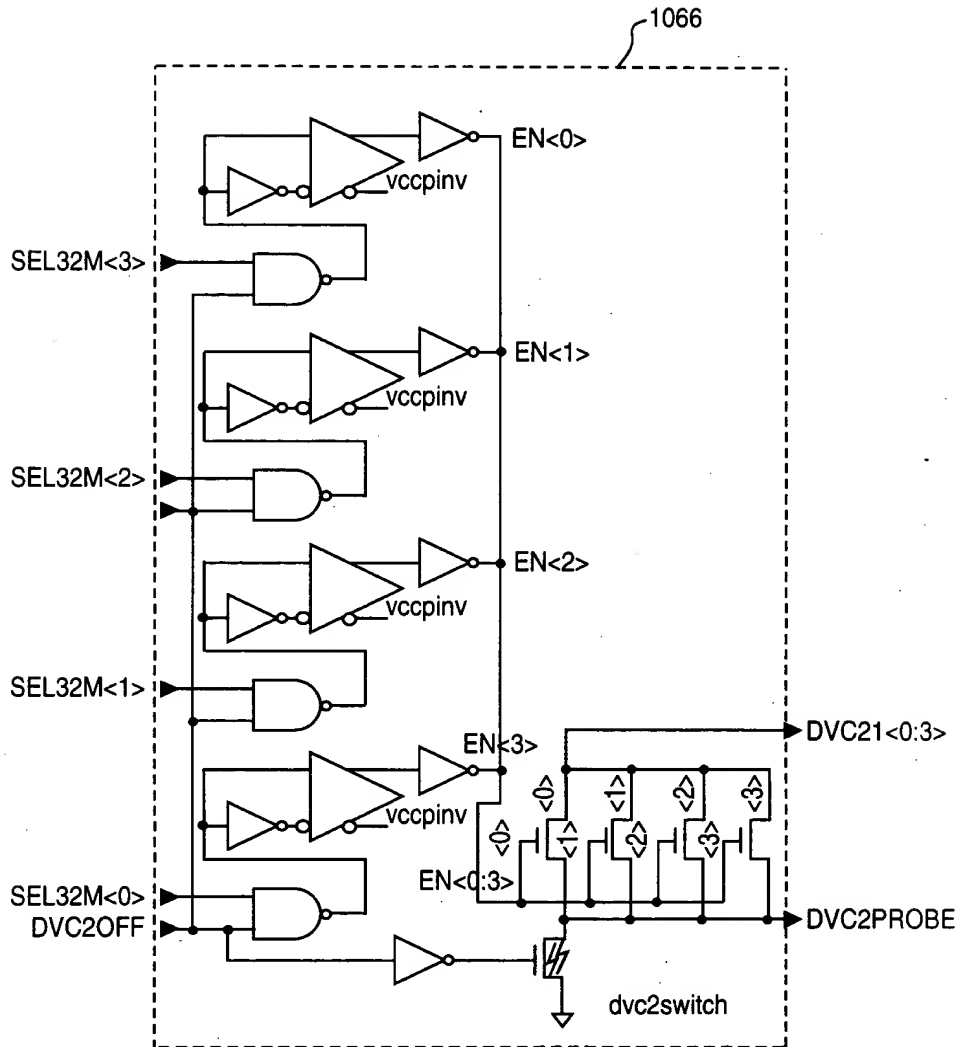 1066
EN<0>
vccpinv
SEL32M<3>
EN<1>
vccpinv
SEL32M<2>
EN<2>
vccpinv
SEL32M<1>
EN<3>
DVC21<0:3>
<0>
<1>
<2>
<3>
vccpinv
<0>
<1>
<2>
<3>
EN<0:3>
SEL32M<0>
DVC2OFF
DVC2PROBE
dvc2switch